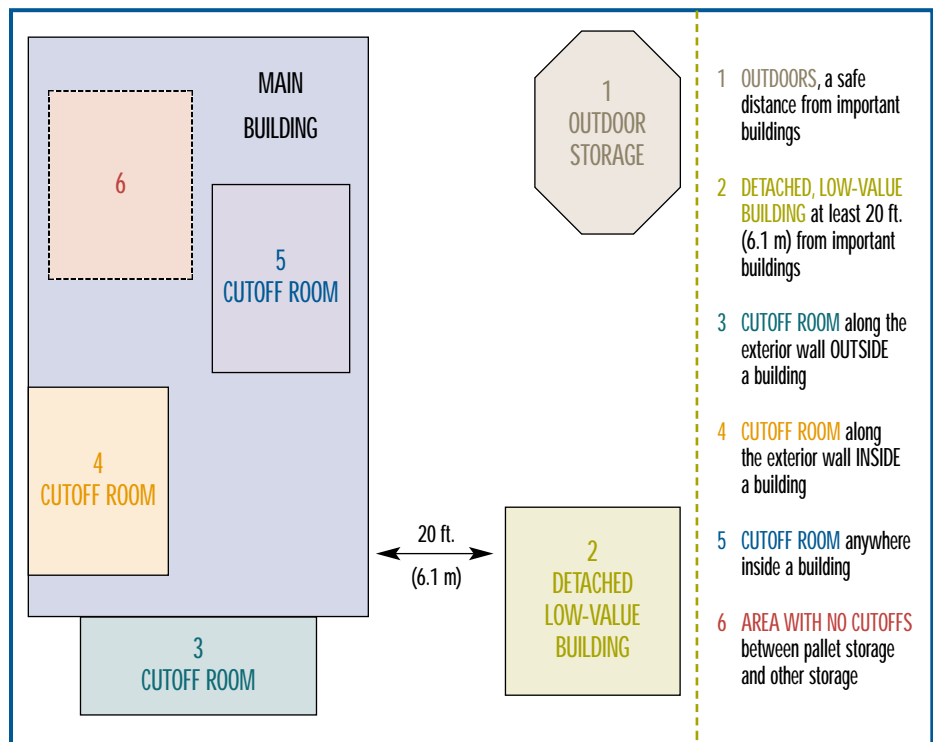 MAIN
BUILDING
6
5
CUTOFF ROOM
4
CUTOFF ROOM
3
CUTOFF ROOM
1
OUTDOOR
STORAGE
20 ft.
(6.1 m)
2
DETACHED
LOW-VALUE
BUILDING
1 OUTDOORS, a safe
distance from important
buildings
2 DETACHED, LOW-VALUE
BUILDING at least 20 ft.
(6.1 m) from important
buildings
3 CUTOFF ROOM along the
exterior wall OUTSIDE
a building
4 CUTOFF ROOM along
the exterior wall INSIDE
a building
5 CUTOFF ROOM anywhere
inside a building
6 AREA WITH NO CUTOFFS
between pallet storage
and other storage